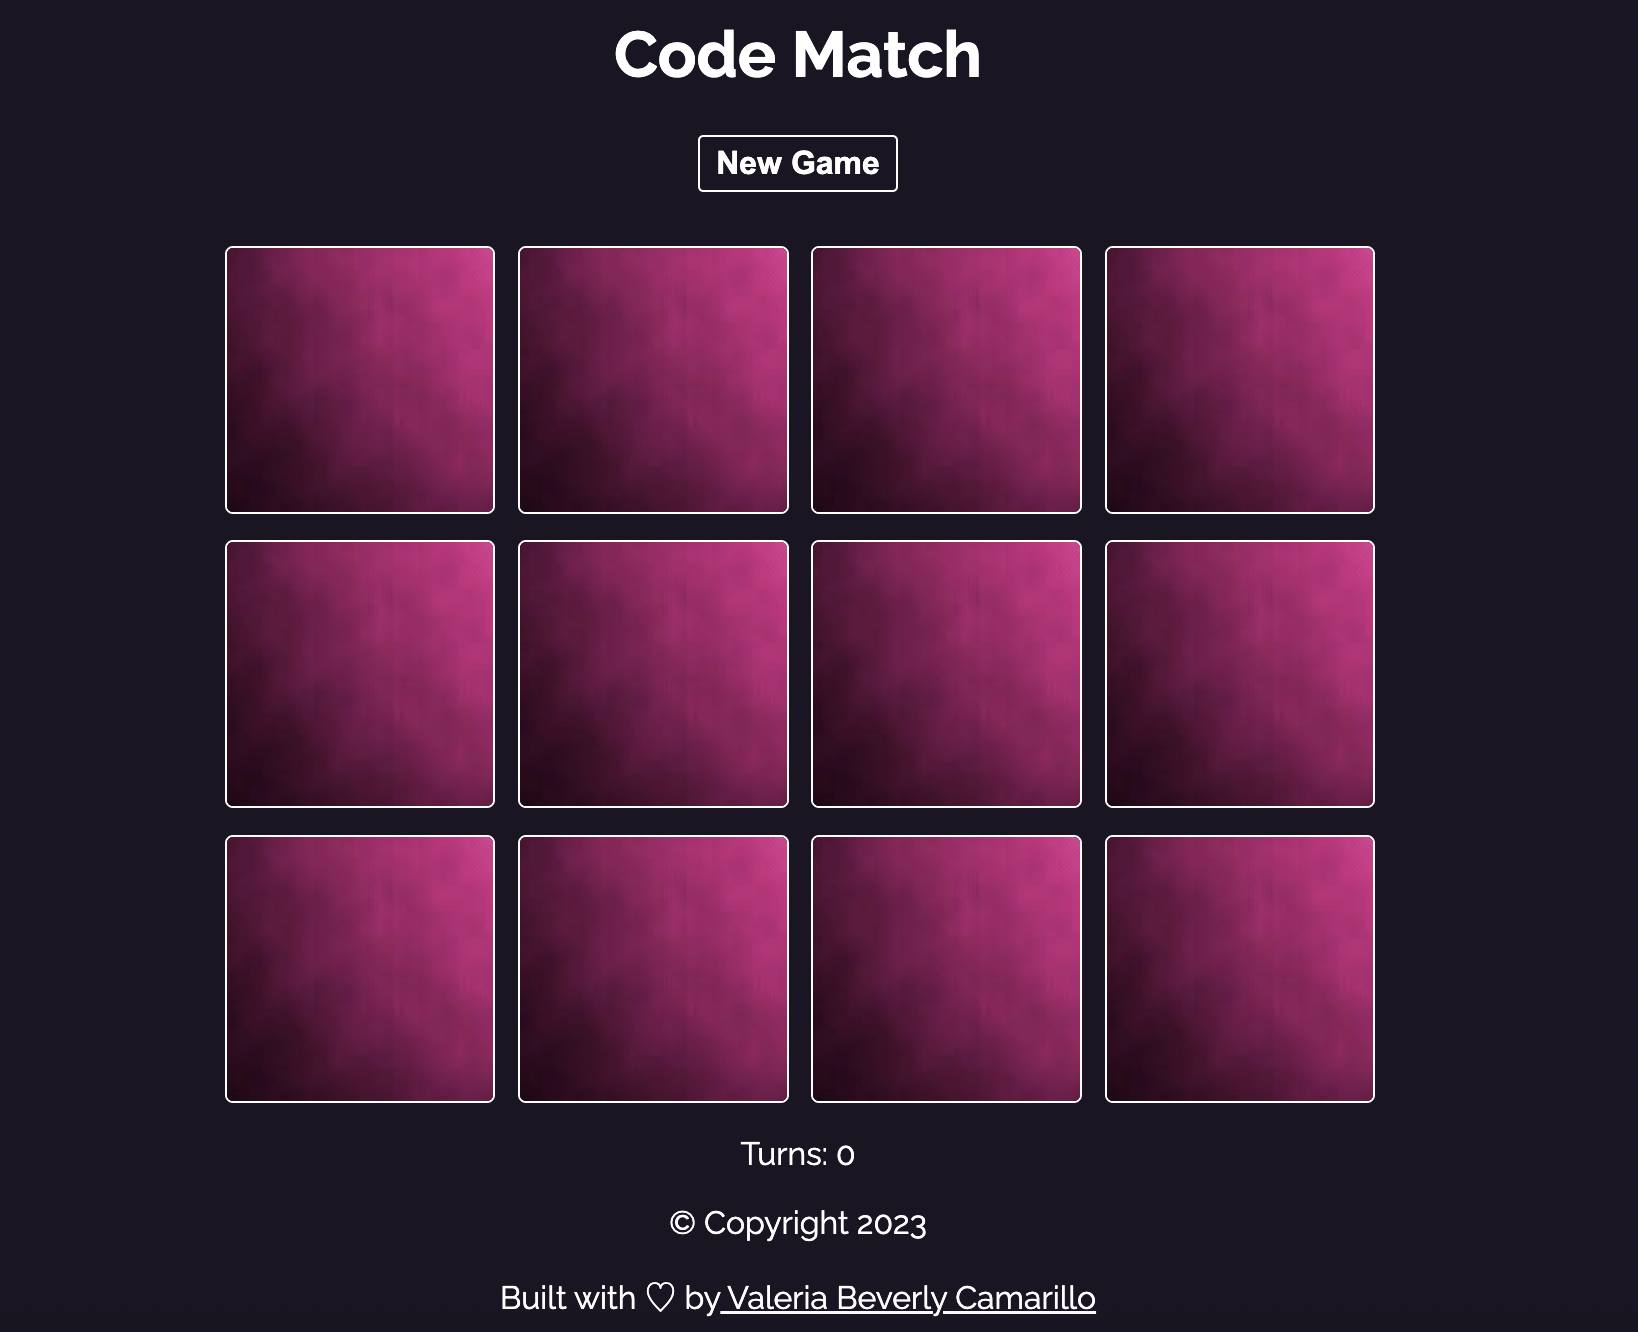 Code Match
New Game
Turns: 0
© Copyright 2023
Built with ♡ by Valeria Beverly Camarillo